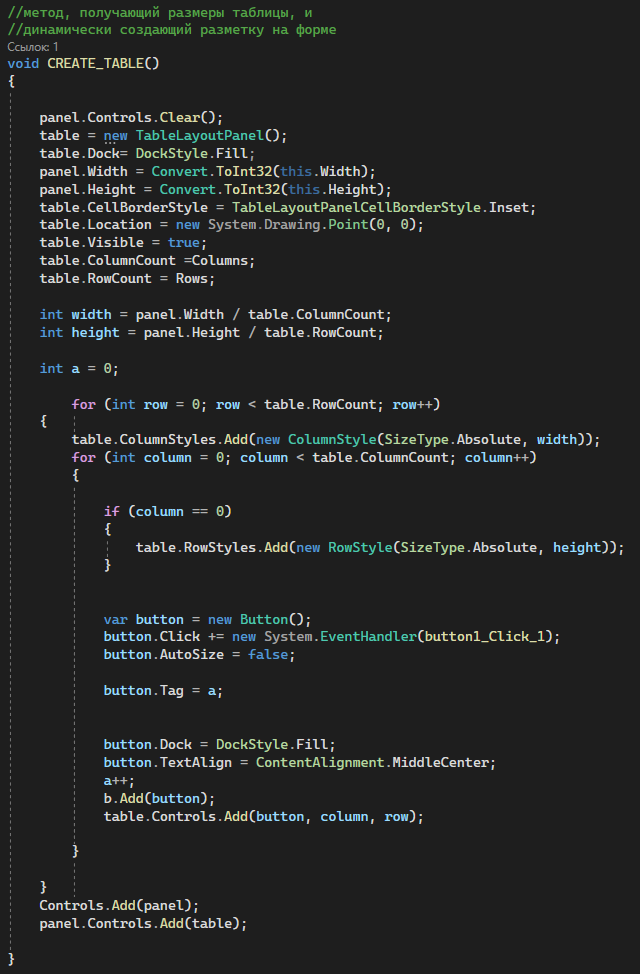 //метод, получающий размеры таблицы, и
//динамически создающий разметку на форме
Ссылок: 1
void CREATE_TABLE()
{
panel.Controls.Clear();
table = new TableLayoutPanel();
table.Dock= DockStyle.Fill;
panel.Width = Convert.ToInt32(this.Width);
panel.Height = Convert.ToInt32(this.Height);
table.CellBorderStyle = TableLayoutPanelCellBorderStyle.Inset;
table.Location = new System.Drawing.Point(0, 0);
table.Visible = true;
table.ColumnCount =Columns;
table.RowCount = Rows;
int width = panel.Width / table.ColumnCount;
int height = panel.Height / table.RowCount;
int a = 0;
for (int row = 0; row < table.RowCount; row++)
{
table.ColumnStyles.Add(new ColumnStyle(SizeType.Absolute, width));
for (int column = 0; column < table.ColumnCount; column++)
{
if (column == 0)
{
table.RowStyles.Add(new RowStyle(SizeType.Absolute, height));
}
var button = new Button();
button.Click += new System.EventHandler(button1_Click_1);
button.AutoSize = false;
button.Tag = a;
button.Dock = DockStyle.Fill;
button.TextAlign = ContentAlignment.MiddleCenter;
a++;
b.Add(button);
table.Controls.Add(button, column, row);
}
}
Controls.Add(panel);
panel.Controls.Add(table);
}